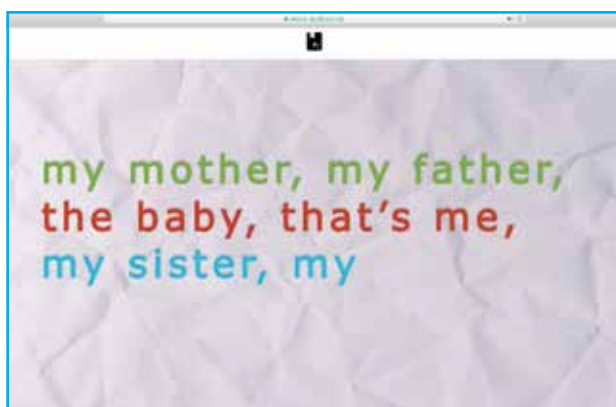 my mother, my father,
the baby, that's me,
my sister, my